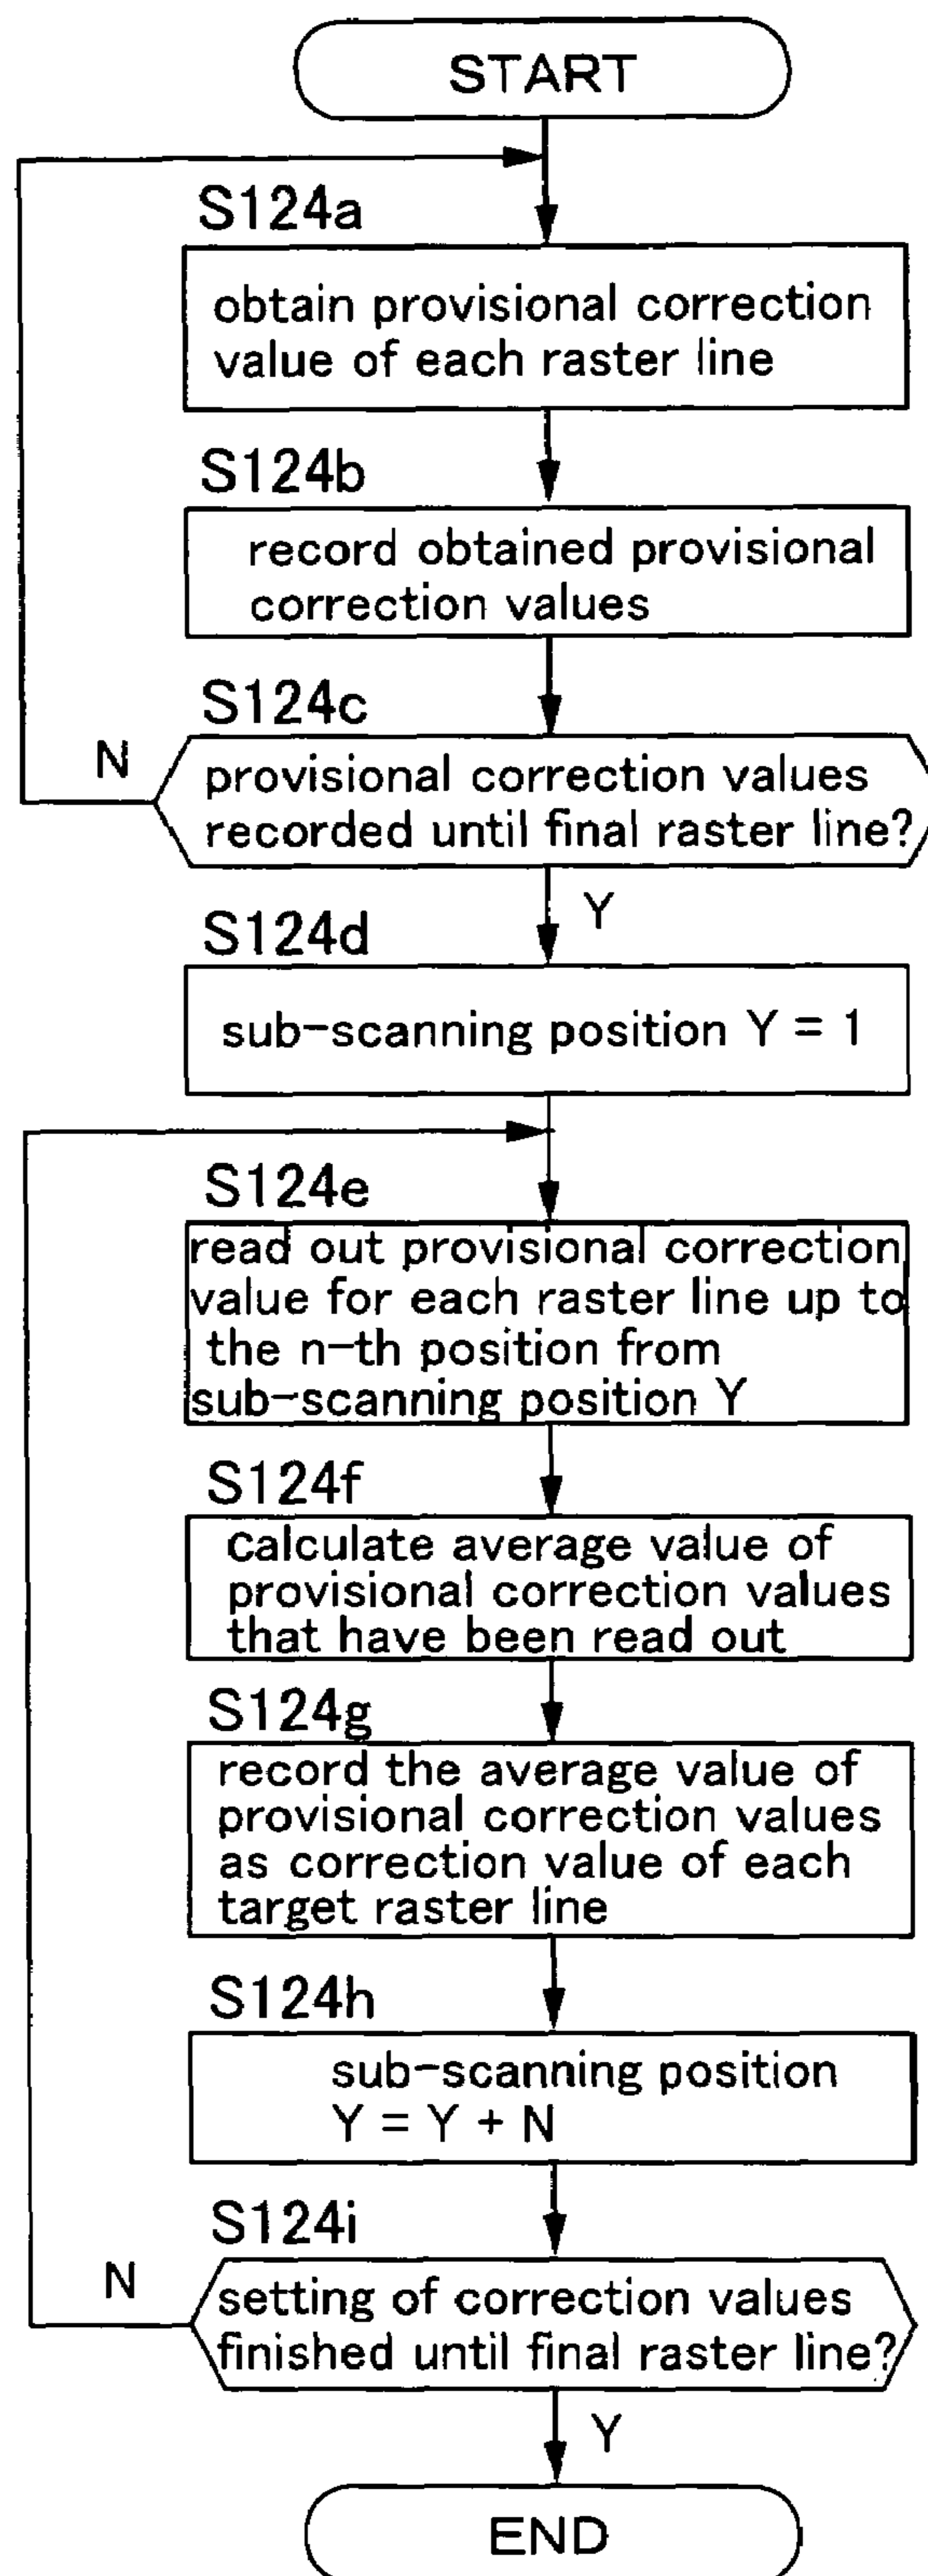 START
S124a
obtain provisional correction
value of each raster line
S124b
record obtained provisional
correction values
S124c
N
provisional correction values
recorded until final raster line?
Y
S124d
sub-scanning position Y = 1
S124e
read out provisional correction
value for each raster line up to
the n-th position from
sub-scanning position Y
S124f
calculate average value of
provisional correction values
that have been read out
S124g
record the average value of
provisional correction values
as correction value of each
target raster line
S124h
sub-scanning position
Y = Y + N
S124i
N
setting of correction values
finished until final raster line?
Y
END